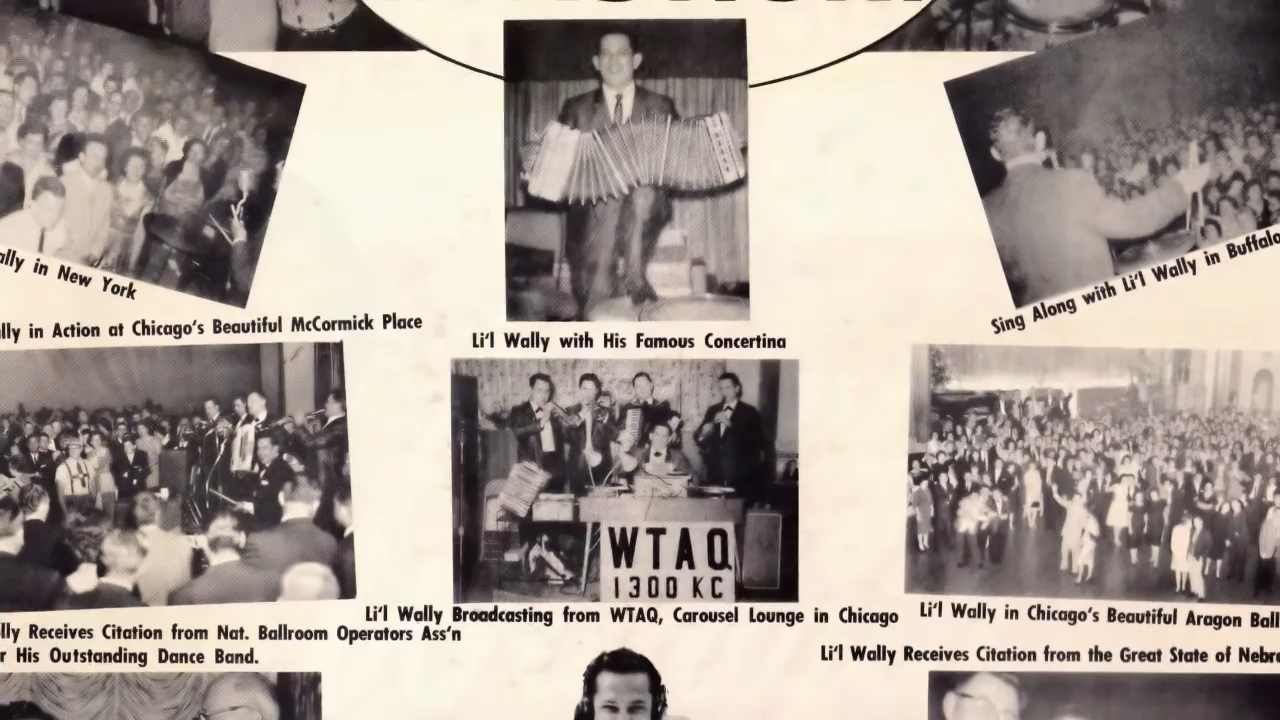 ally in New York
Sing Along with Li'l Wally in Buffalo
lly in Action at Chicago's Beautiful McCormick Place
Li'l Wally with His Famous Concertina
WTAQ
1300 KC
Li'l Wally Broadcasting from WTAQ, Carousel Lounge in Chicago
Li'l Wally in Chicago's Beautiful Aragon Ball
lly Receives Citation from Nat. Ballroom Operators Ass'n
r His Outstanding Dance Band.
Li'l Wally Receives Citation from the Great State of Nebr